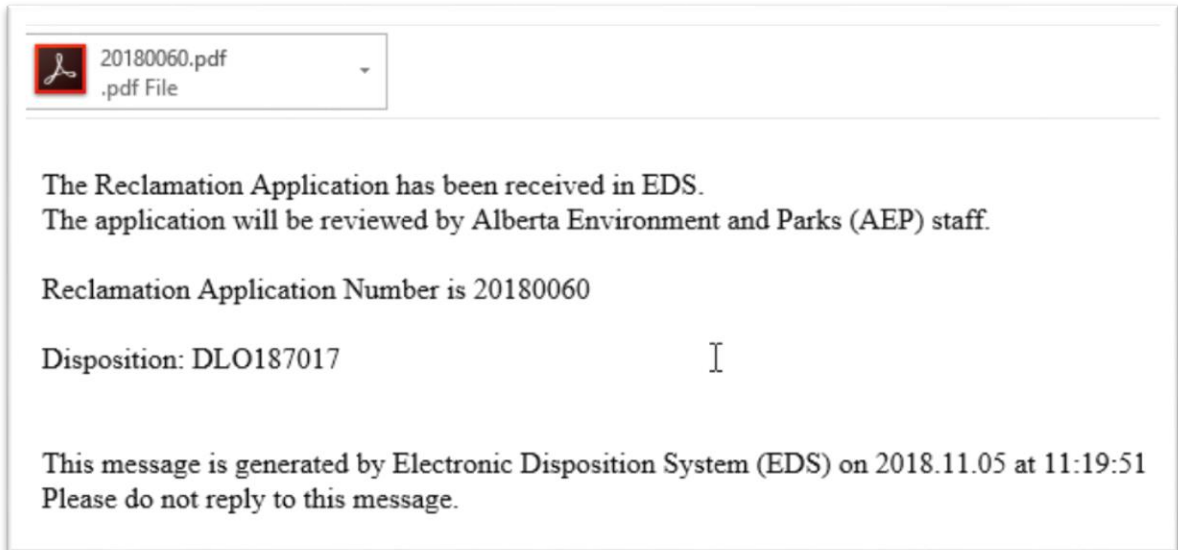 20180060.pdf
.pdf File
The Reclamation Application has been received in EDS.
The application will be reviewed by Alberta Environment and Parks (AEP) staff.
Reclamation Application Number is 20180060
Disposition: DLO187017
This message is generated by Electronic Disposition System (EDS) on 2018.11.05 at 11:19:51
Please do not reply to this message.